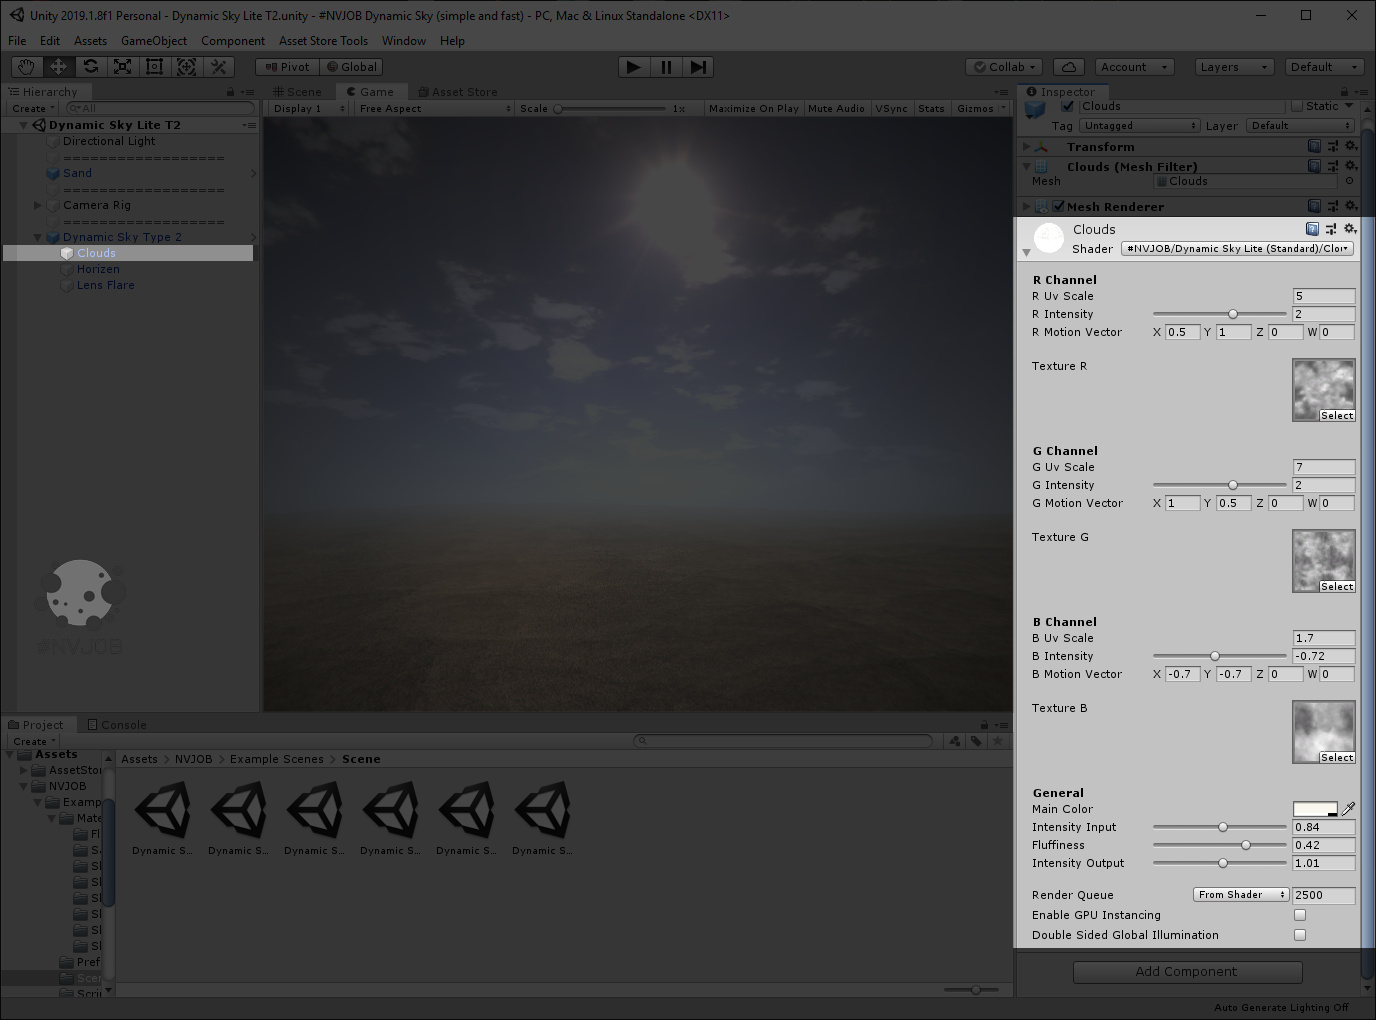 Unity 2019.1.8f1 Personal - Dynamic Sky Lite T2.unity - #NVJOB Dynamic Sky (simple and fast) - PC, Mac & Linux Standalone <DX11>
File Edit Assets GameObject Component Asset Store Tools Window Help
Pivot Global Collab Account Layers Default
Hierarchy Scene Game Asset Store Inspector
Create All Display 1 Free Aspect Scale 1x Maximize On Play Mute Audio VSync Stats Gizmos
Clouds Static
Tag Untagged Layer Default
Dynamic Sky Lite T2
Directional Light
==================
Sand
==================
Camera Rig
==================
Dynamic Sky Type 2
Clouds
Horizen
Lens Flare
#NVJOB
Transform
Clouds (Mesh Filter)
Mesh Clouds
Mesh Renderer
Clouds
Shader #NVJOB/Dynamic Sky Lite (Standard)/Clou
R Channel
R Uv Scale 5
R Intensity 2
R Motion Vector X 0.5 Y 1 Z 0 W 0
Texture R
Select
G Channel
G Uv Scale 7
G Intensity 2
G Motion Vector X 1 Y 0.5 Z 0 W 0
Texture G
Select
B Channel
B Uv Scale 1.7
B Intensity -0.72
B Motion Vector X -0.7 Y -0.7 Z 0 W 0
Texture B
Select
General
Main Color
Intensity Input 0.84
Fluffiness 0.42
Intensity Output 1.01
Render Queue From Shader 2500
Enable GPU Instancing
Double Sided Global Illumination
Add Component
Project Console
Create
Assets
AssetSto
NVJOB
Examp
Mate
Fl
S.
Sl
Sl
Sl
Sl
Sl
Sl
Pref
Scen
Scri
Assets > NVJOB > Example Scenes > Scene
Dynamic S... Dynamic S... Dynamic S... Dynamic S... Dynamic S... Dynamic S...
Auto Generate Lighting Off